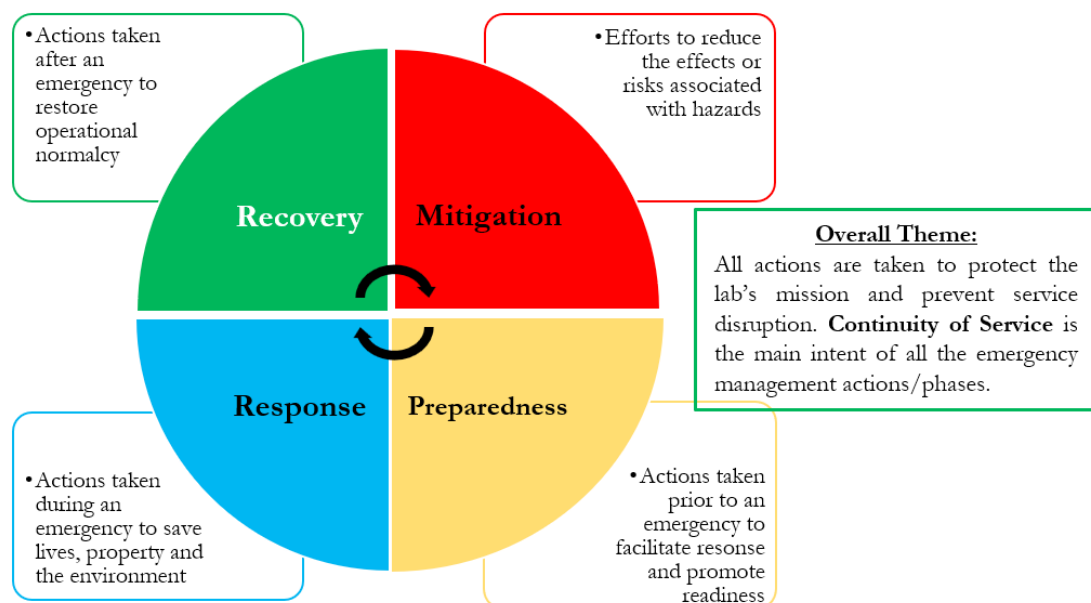 •Actions taken
after an
emergency to
restore
operational
normalcy
•Efforts to reduce
the effects or
risks associated
with hazards
Recovery
Mitigation
Overall Theme:
All actions are taken to protect the
lab’s mission and prevent service
disruption. Continuity of Service is
the main intent of all the emergency
management actions/phases.
Response
Preparedness
•Actions taken
during an
emergency to save
lives, property and
the environment
•Actions taken
prior to an
emergency to
facilitate resonse
and promote
readiness